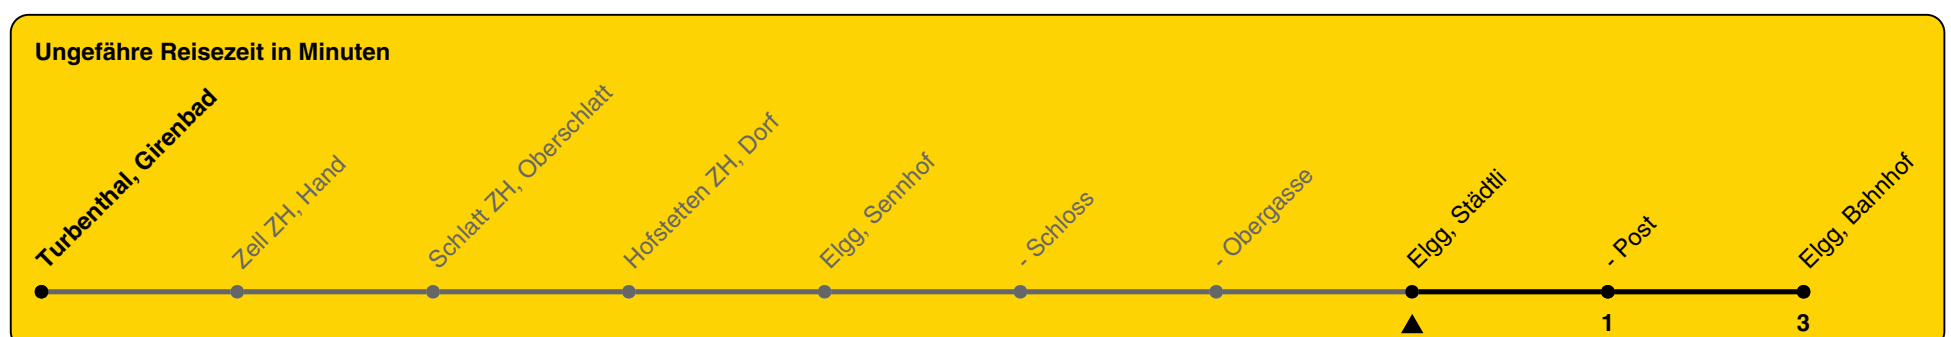 Ungefähre Reisezeit in Minuten
Turbenthal, Girenbad
Zell ZH, Hand
Schlatt ZH, Oberschlatt
Hofstetten ZH, Dorf
Elgg, Sennhof
- Schloss
- Obergasse
Elgg, Städtli
- Post
Elgg, Bahnhof
1
3